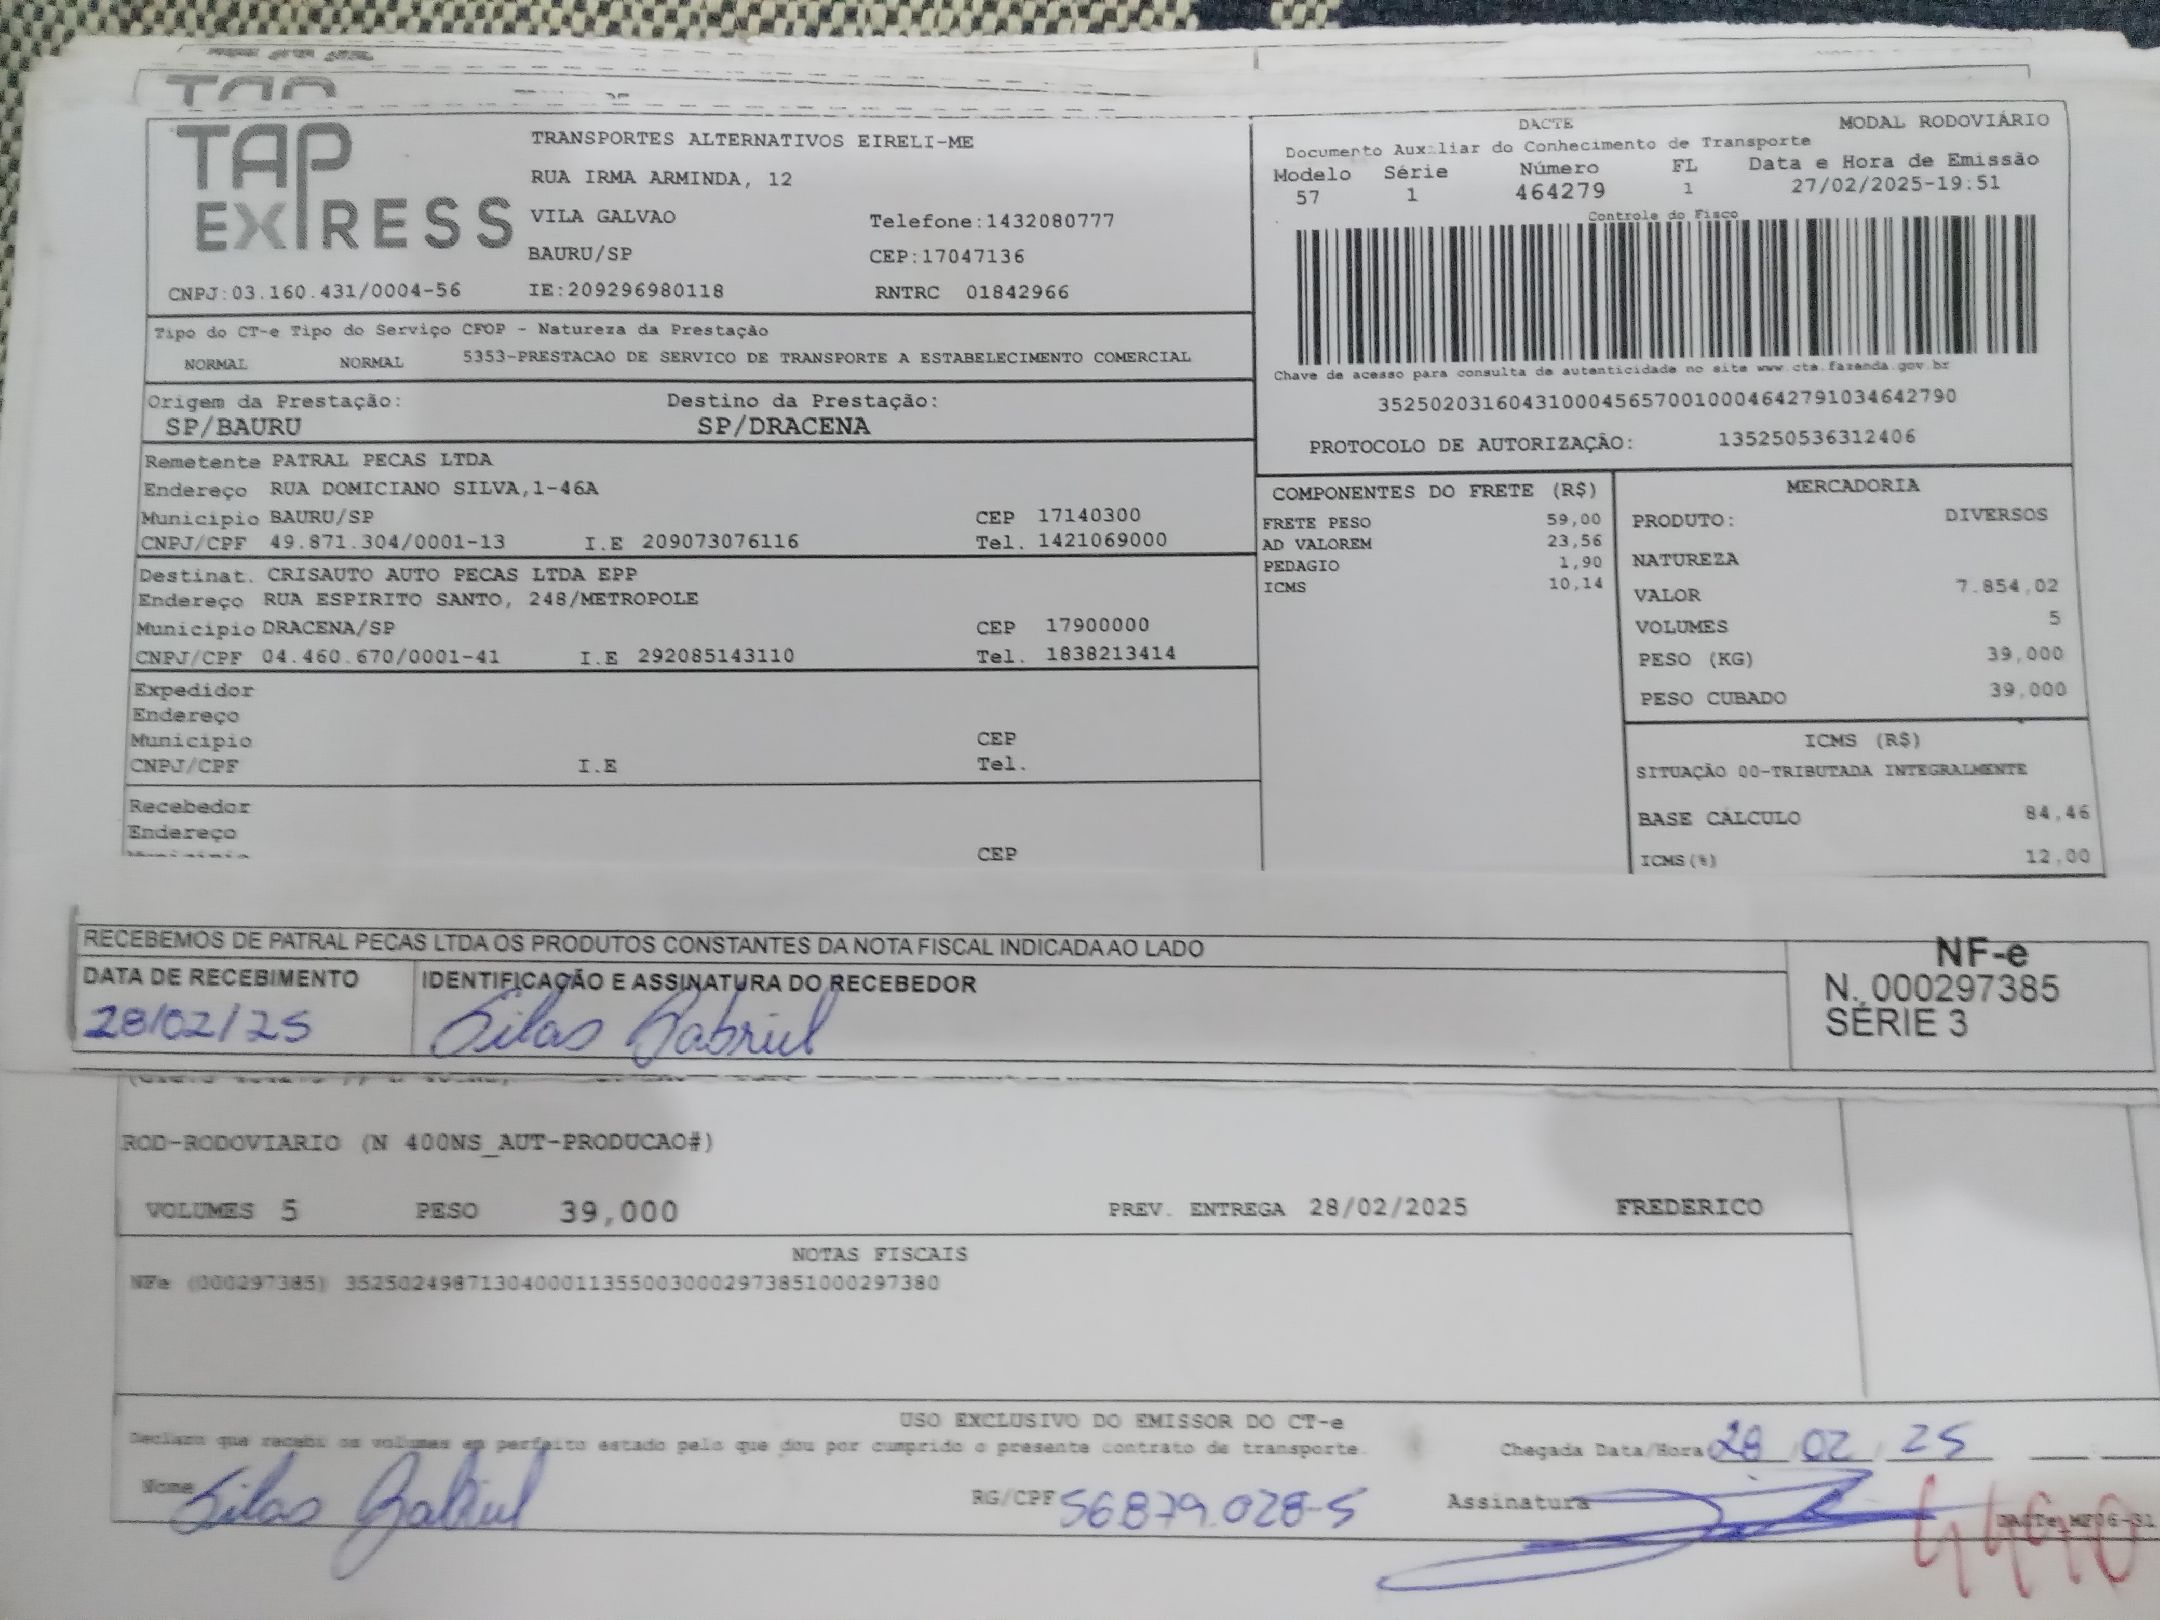 TAP
EXPRESS
TRANSPORTES ALTERNATIVOS EIRELI-ME
RUA IRMA ARMINDA, 12
VILA GALVAO Telefone:1432080777
BAURU/SP CEP:17047136
CNPJ:03.160.431/0004-56 IE:209296980118 RNTRC 01842966
DACTE MODAL RODOVIÁRIO
Documento Auxiliar do Conhecimento de Transporte
Modelo Série Número FL Data e Hora de Emissão
57 1 464279 1 27/02/2025-19:51
Controle do Fisco
Chave de acesso para consulta de autenticidade no site www.cte.fazenda.gov.br
35250203160431000456570010004642791034642790
PROTOCOLO DE AUTORIZAÇÃO: 135250536312406
Tipo do CT-e Tipo do Serviço CFOP - Natureza da Prestação
NORMAL NORMAL 5353-PRESTACAO DE SERVICO DE TRANSPORTE A ESTABELECIMENTO COMERCIAL
Origem da Prestação: Destino da Prestação:
SP/BAURU SP/DRACENA
Remetente PATRAL PECAS LTDA
Endereço RUA DOMICIANO SILVA,1-46A
Município BAURU/SP CEP 17140300
CNPJ/CPF 49.871.304/0001-13 I.E 209073076116 Tel. 1421069000
Destinat. CRISAUTO AUTO PECAS LTDA EPP
Endereço RUA ESPIRITO SANTO, 248/METROPOLE
Município DRACENA/SP CEP 17900000
CNPJ/CPF 04.460.670/0001-41 I.E 292085143110 Tel. 1838213414
Expedidor
Endereço
Município CEP
CNPJ/CPF I.E Tel.
Recebedor
Endereço
CEP
COMPONENTES DO FRETE (R$)
FRETE PESO 59,00
AD VALOREM 23,56
PEDAGIO 1,90
ICMS 10,14
MERCADORIA
PRODUTO: DIVERSOS
NATUREZA
VALOR 7.854,02
VOLUMES 5
PESO (KG) 39,000
PESO CUBADO 39,000
ICMS (R$)
SITUAÇÃO 00-TRIBUTADA INTEGRALMENTE
BASE CÁLCULO 84,46
ICMS(%) 12,00
RECEBEMOS DE PATRAL PECAS LTDA OS PRODUTOS CONSTANTES DA NOTA FISCAL INDICADA AO LADO
DATA DE RECEBIMENTO IDENTIFICAÇÃO E ASSINATURA DO RECEBEDOR
28/02/25 Silas Gabriel
NF-e
N. 000297385
SÉRIE 3
ROD-RODOVIARIO (N 400NS_AUT-PRODUCAO#)
VOLUMES 5 PESO 39,000 PREV. ENTREGA 28/02/2025 FREDERICO
NOTAS FISCAIS
NFe (000297385) 35250249871304000113550030002973851000297380
USO EXCLUSIVO DO EMISSOR DO CT-e
Declaro que recebi os volumes em perfeito estado pelo que dou por cumprido o presente contrato de transporte. Chegada Data/Hora 28 02 25
Nome Silas Gabriel RG/CPF 56.879.028-5 Assinatura